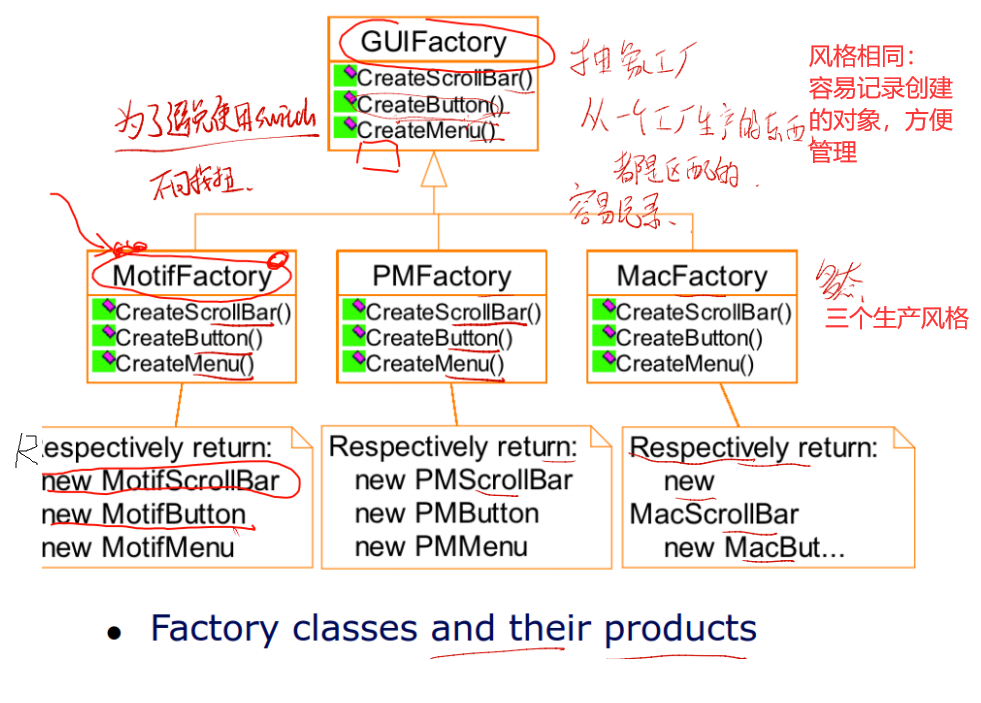 GUIFactory
CreateScrollBar()
CreateButton()
CreateMenu()
抽象工厂
从一个工厂生产的东西
都是匹配的.
容易记录、
风格相同：
容易记录创建
的对象，方便
管理
为了避免使用switch
不同按扭、
MotifFactory
CreateScrollBar()
CreateButton()
CreateMenu()
PMFactory
CreateScrollBar()
CreateButton()
CreateMenu()
MacFactory
CreateScrollBar()
CreateButton()
CreateMenu()
多态
三个生产风格
Respectively return:
new MotifScrollBar
new MotifButton
new MotifMenu
Respectively return:
new PMScrollBar
new PMButton
new PMMenu
Respectively return:
new
MacScrollBar
new MacBut...
• Factory classes and their products